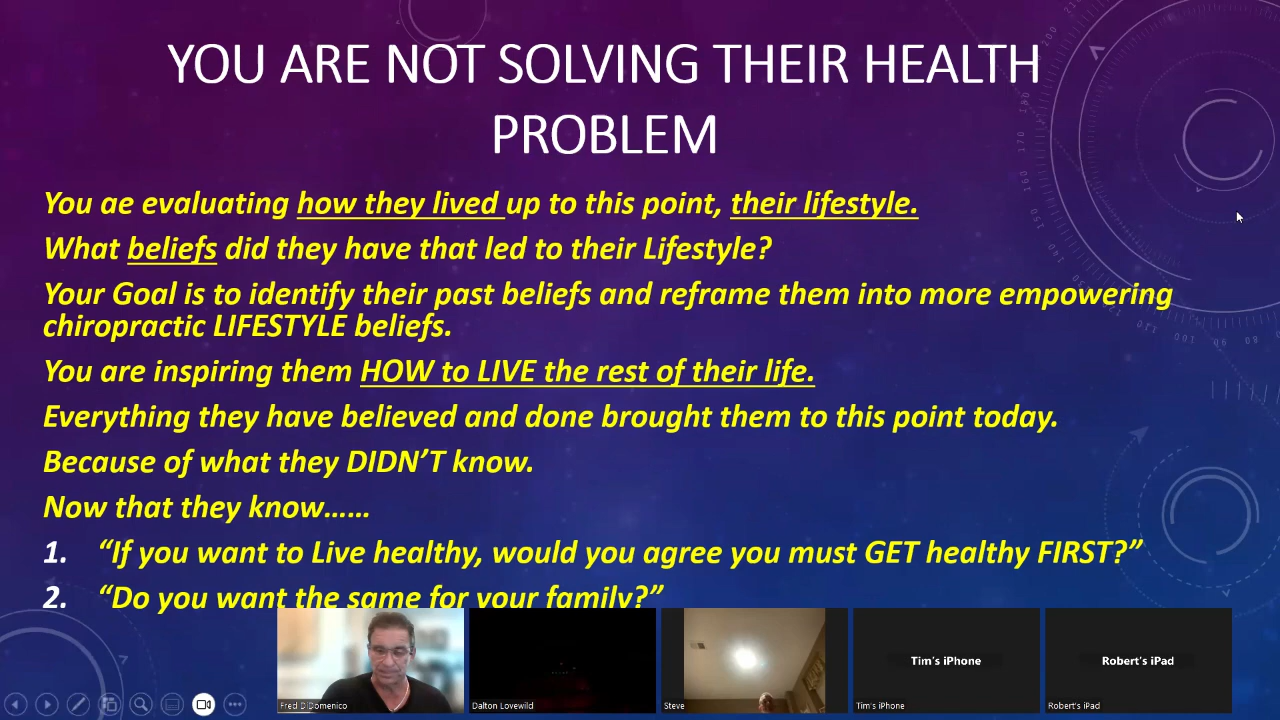 YOU ARE NOT SOLVING THEIR HEALTH
PROBLEM
You ae evaluating how they lived up to this point, their lifestyle.
What beliefs did they have that led to their Lifestyle?
Your Goal is to identify their past beliefs and reframe them into more empowering
chiropractic LIFESTYLE beliefs.
You are inspiring them HOW to LIVE the rest of their life.
Everything they have believed and done brought them to this point today.
Because of what they DIDN’T know.
Now that they know……
1. “If you want to Live healthy, would you agree you must GET healthy FIRST?”
2. “Do you want the same for your family?”
Tim's iPhone
Robert's iPad
Fred DiDomenico
Dalton Lovewild
Steve
Tim's iPhone
Robert's iPad